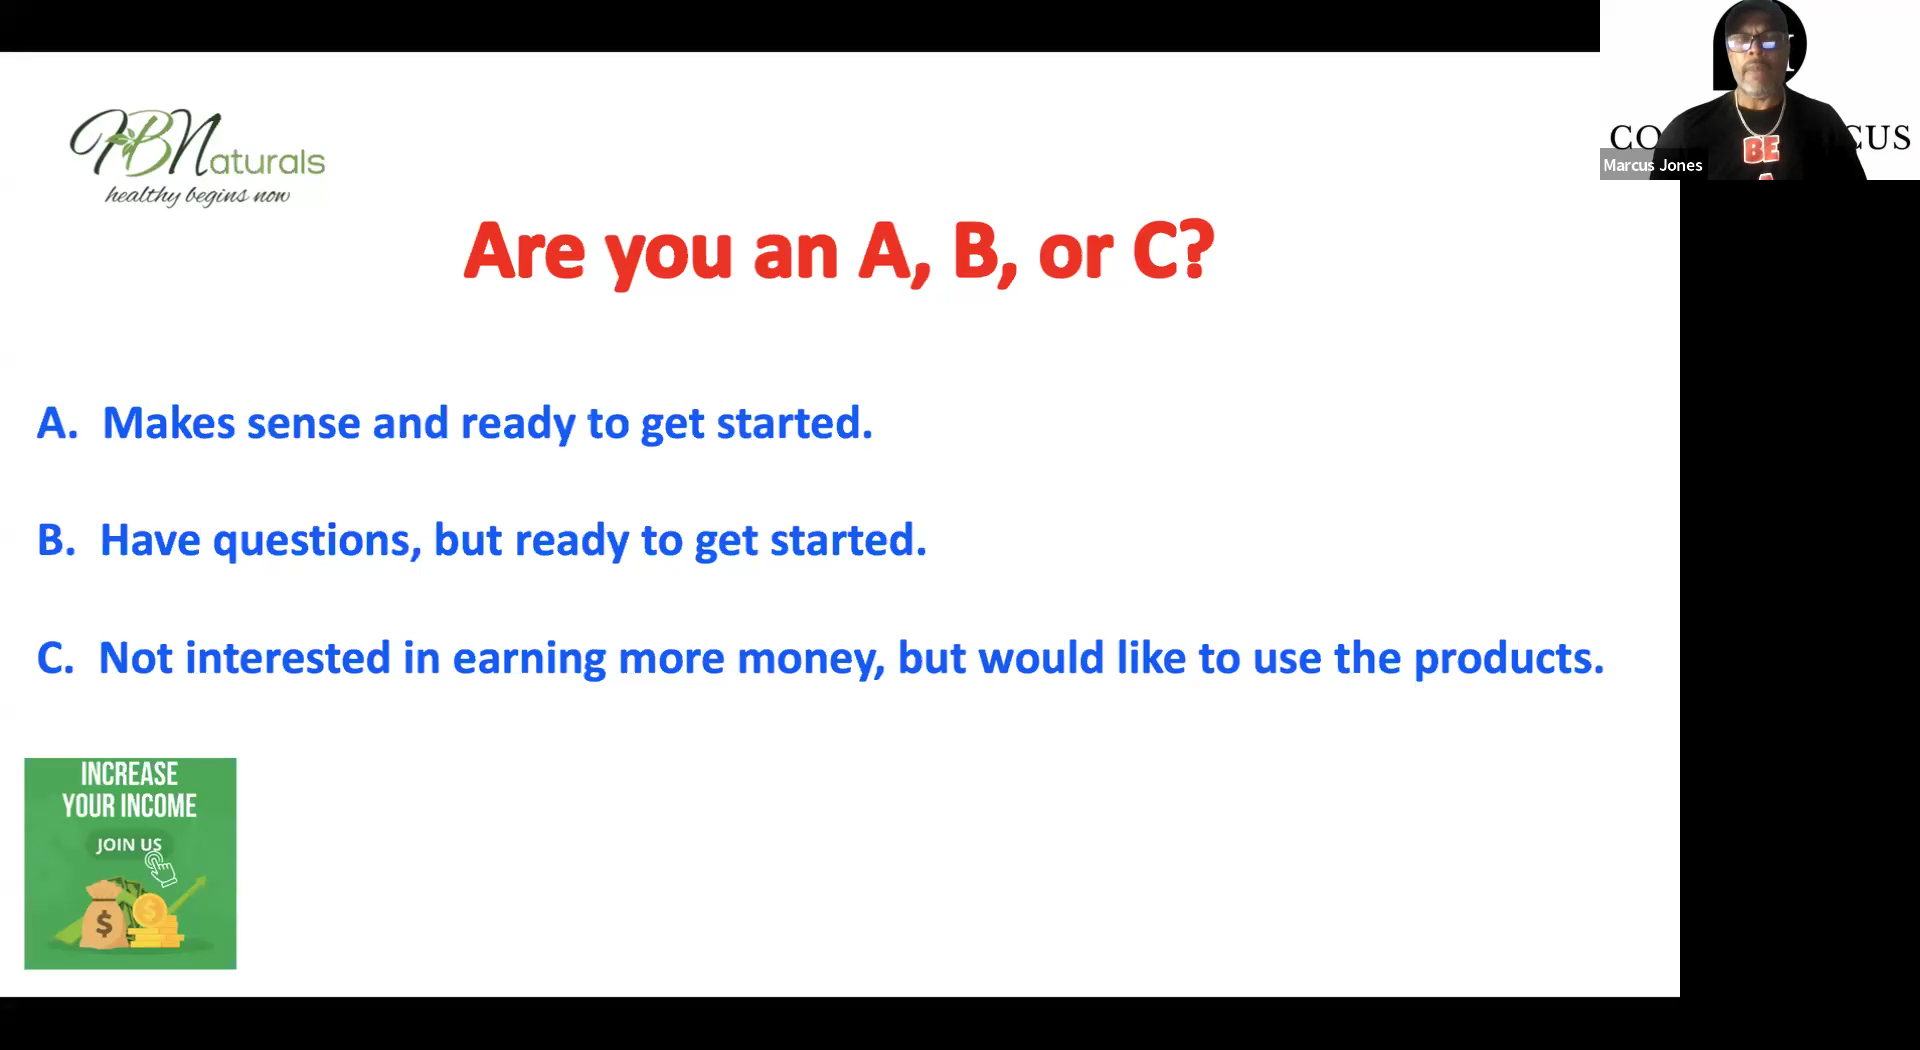 HBNaturals
healthy begins now
CO
CUS
BE
Marcus Jones
Are you an A, B, or C?
A. Makes sense and ready to get started.
B. Have questions, but ready to get started.
C. Not interested in earning more money, but would like to use the products.
INCREASE
YOUR INCOME
JOIN US
$
$